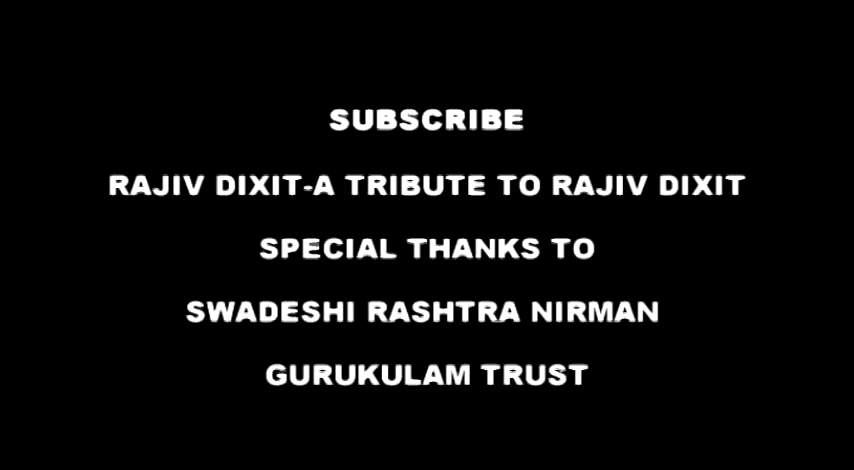 SUBSCRIBE
RAJIV DIXIT-A TRIBUTE TO RAJIV DIXIT
SPECIAL THANKS TO
SWADESHI RASHTRA NIRMAN
GURUKULAM TRUST